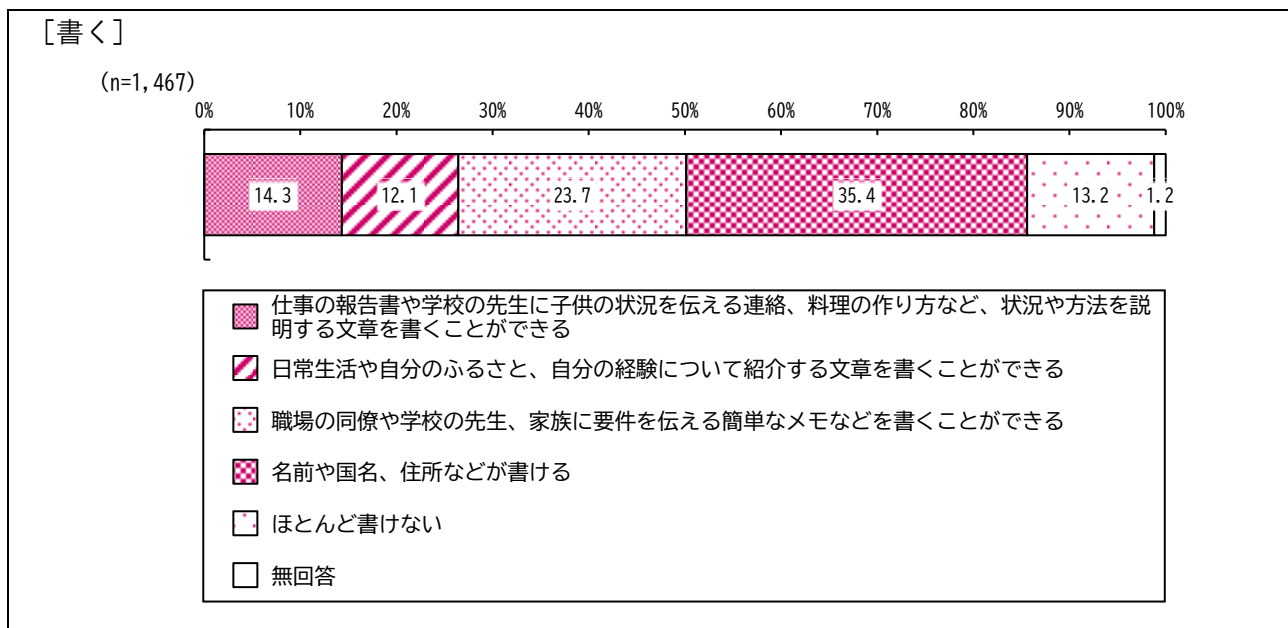 [書く]
(n=1,467)
0% 10% 20% 30% 40% 50% 60% 70% 80% 90% 100%
14.3 12.1 23.7 35.4 13.2 1.2
仕事の報告書や学校の先生に子供の状況を伝える連絡、料理の作り方など、状況や方法を説
明する文章を書くことができる
日常生活や自分のふるさと、自分の経験について紹介する文章を書くことができる
職場の同僚や学校の先生、家族に要件を伝える簡単なメモなどを書くことができる
名前や国名、住所などが書ける
ほとんど書けない
無回答